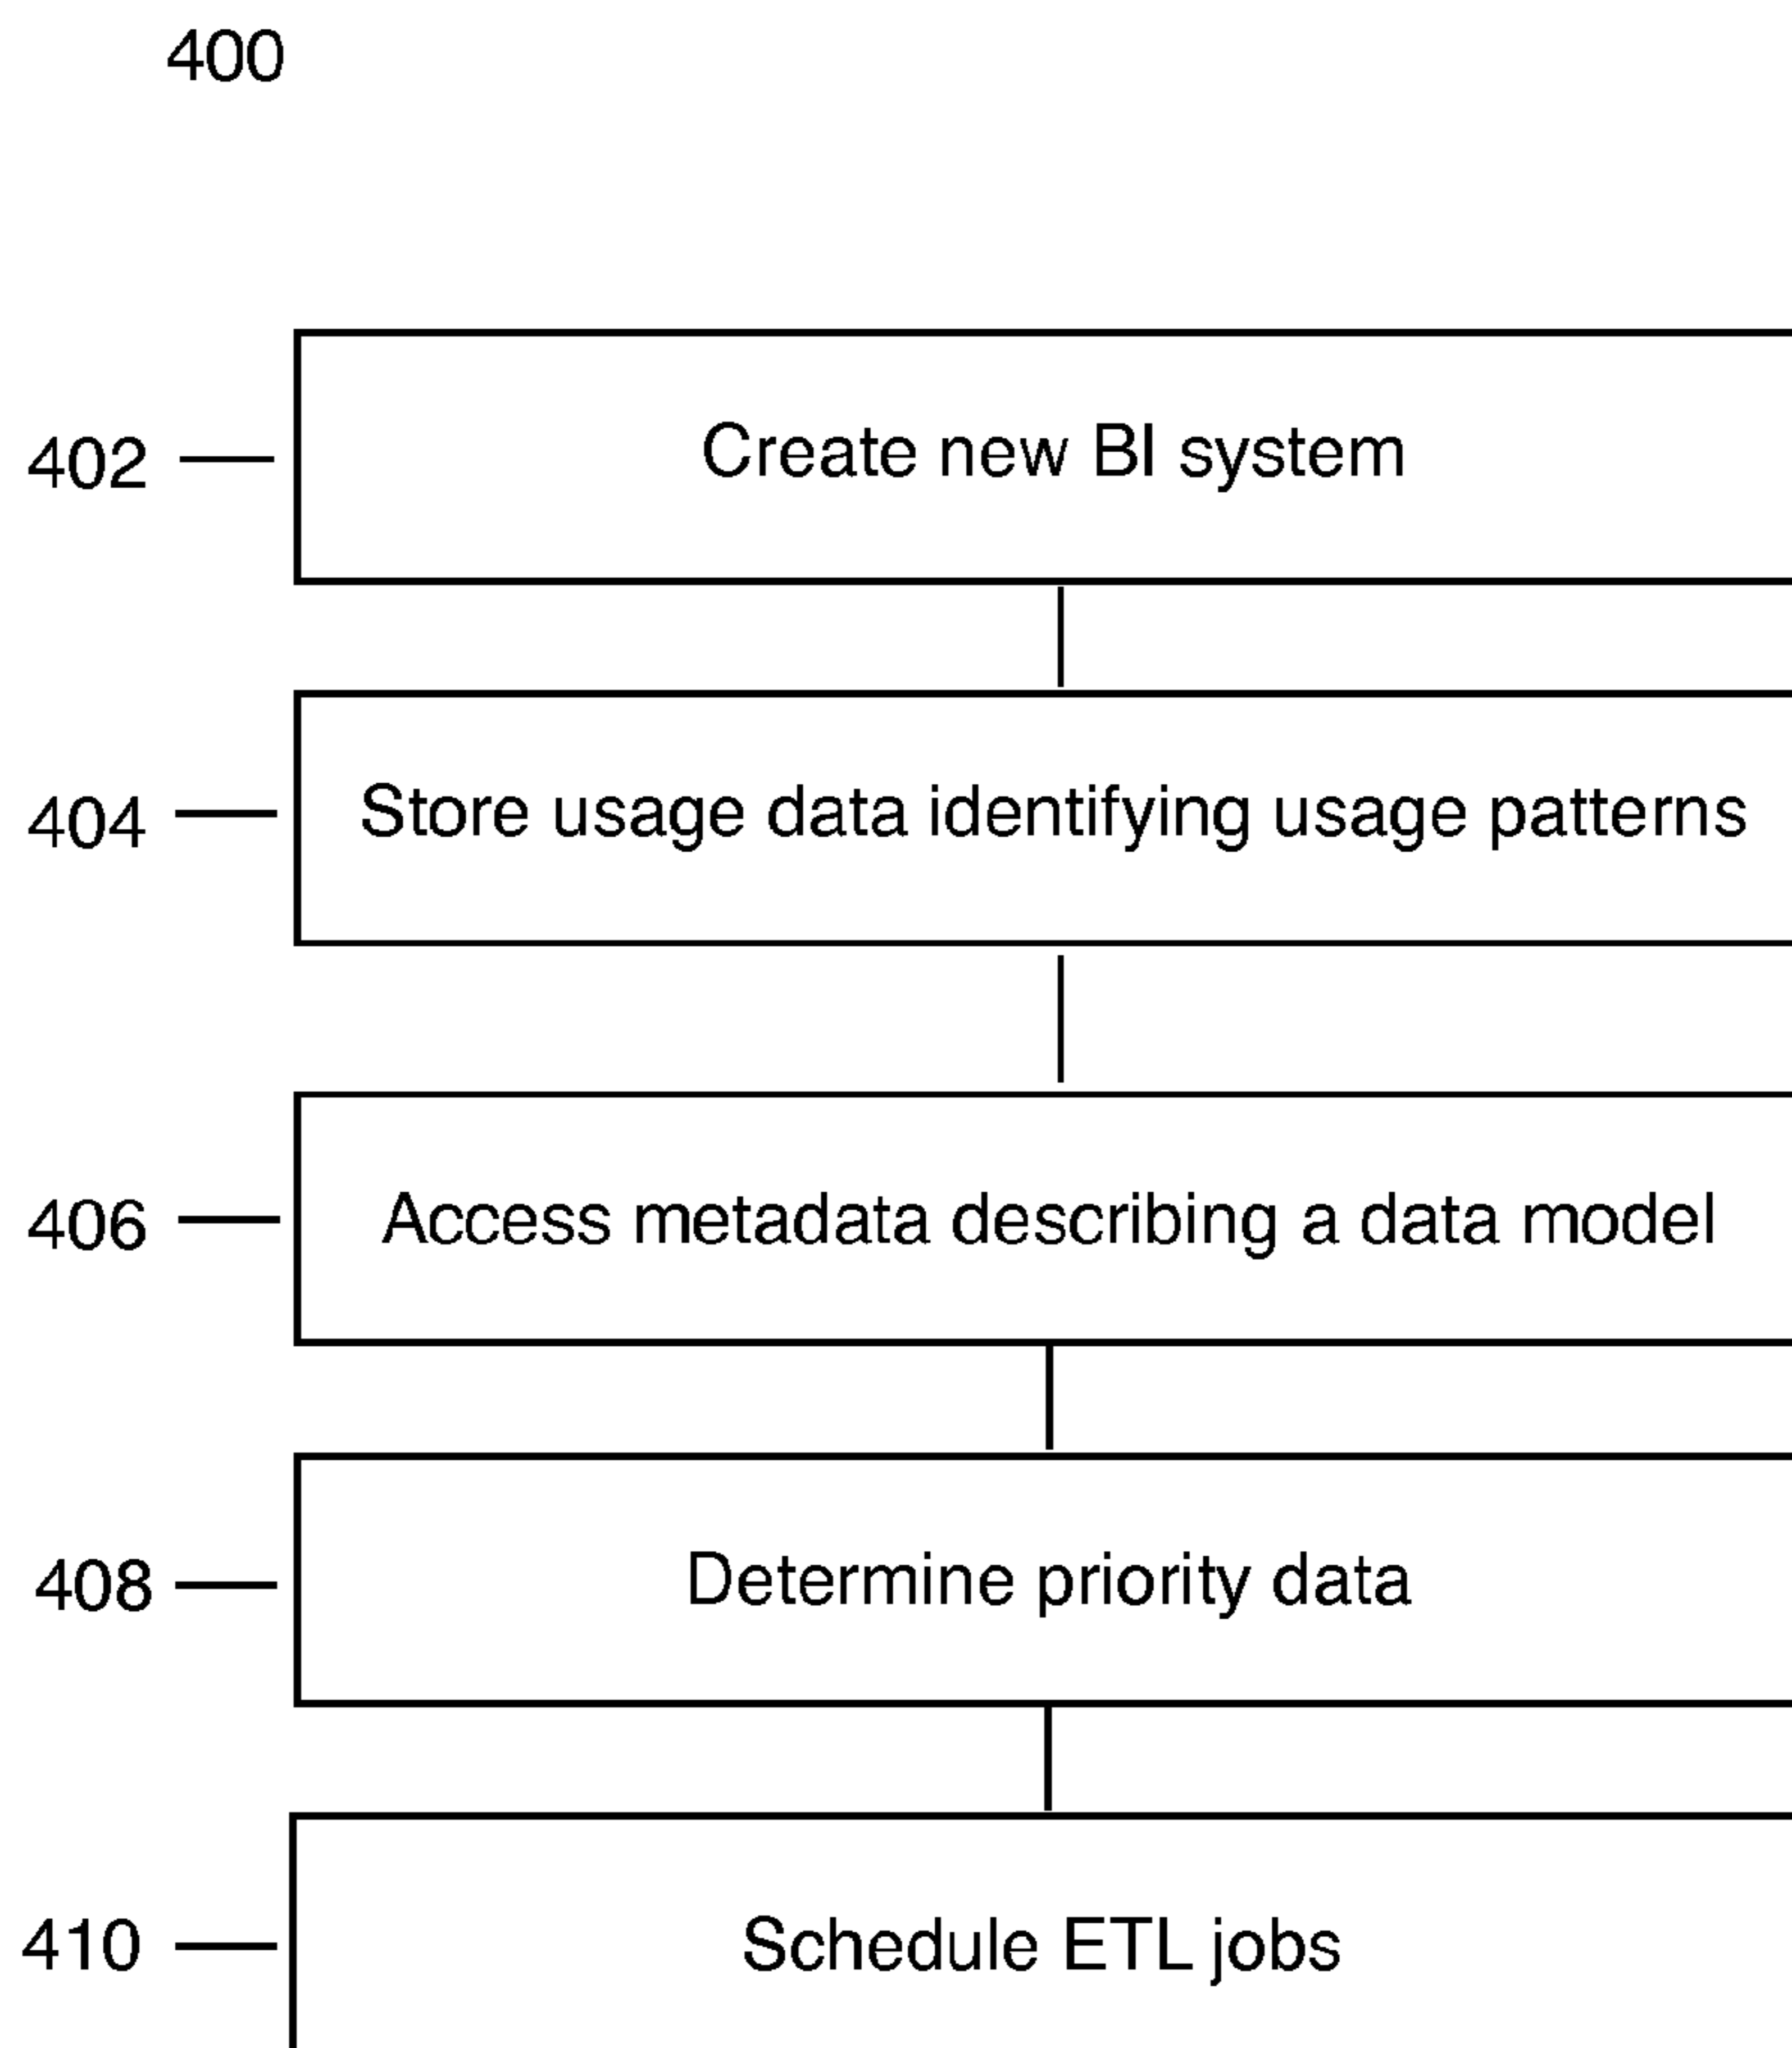 400
402
Create new BI system
404
Store usage data identifying usage patterns
406
Access metadata describing a data model
408
Determine priority data
410
Schedule ETL jobs